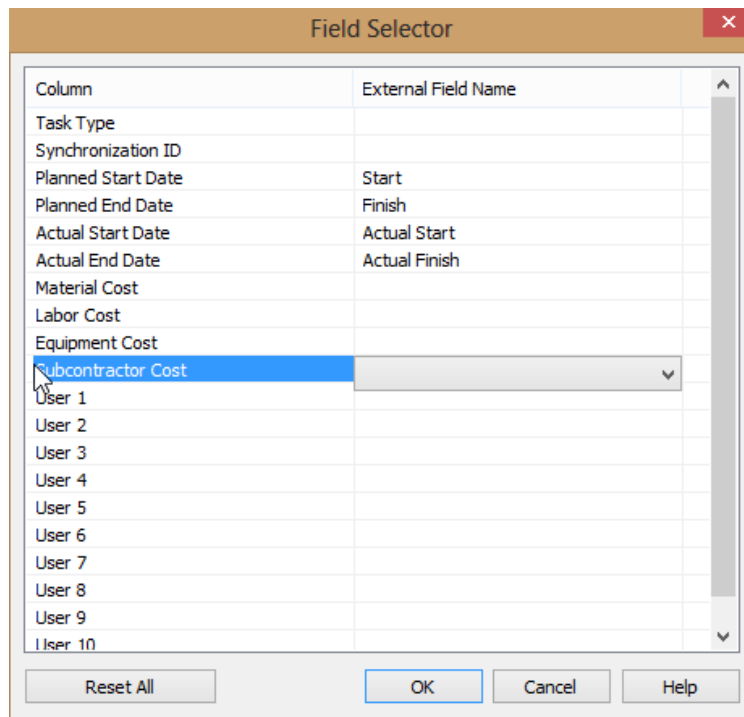 Field Selector
Column External Field Name
Task Type
Synchronization ID
Planned Start Date Start
Planned End Date Finish
Actual Start Date Actual Start
Actual End Date Actual Finish
Material Cost
Labor Cost
Equipment Cost
Subcontractor Cost
User 1
User 2
User 3
User 4
User 5
User 6
User 7
User 8
User 9
User 10
Reset All OK Cancel Help